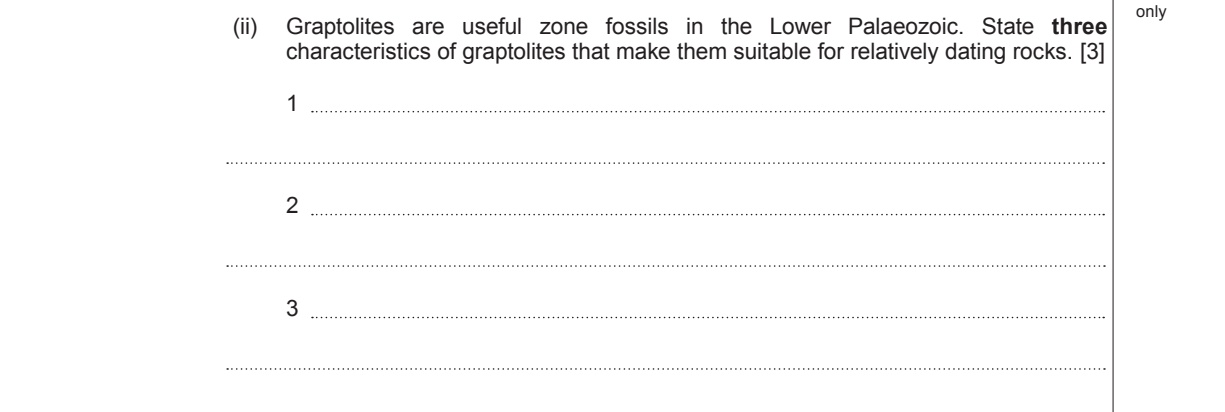 only
(ii) Graptolites are useful zone fossils in the Lower Palaeozoic. State three
characteristics of graptolites that make them suitable for relatively dating rocks. [3]
1
2
3